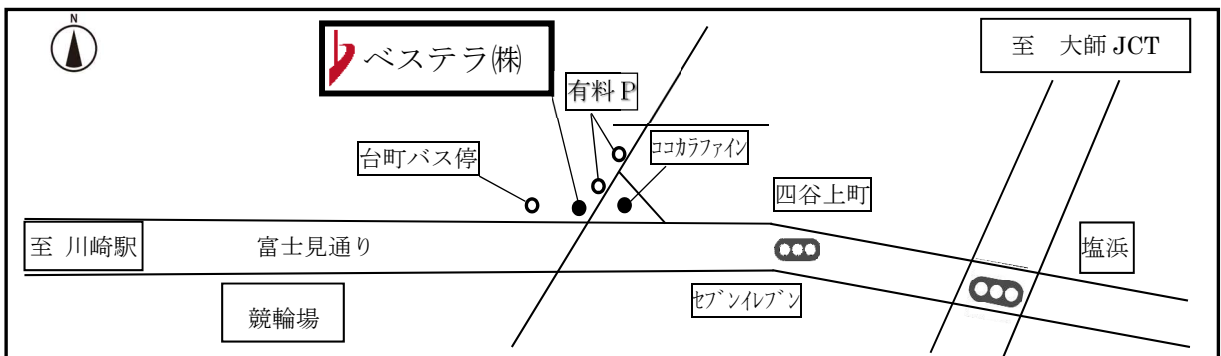 N
ベステラ㈱
至 大師 JCT
有料 P
台町バス停
ココカラファイン
四谷上町
至 川崎駅
富士見通り
塩浜
セブンイレブン
競輪場